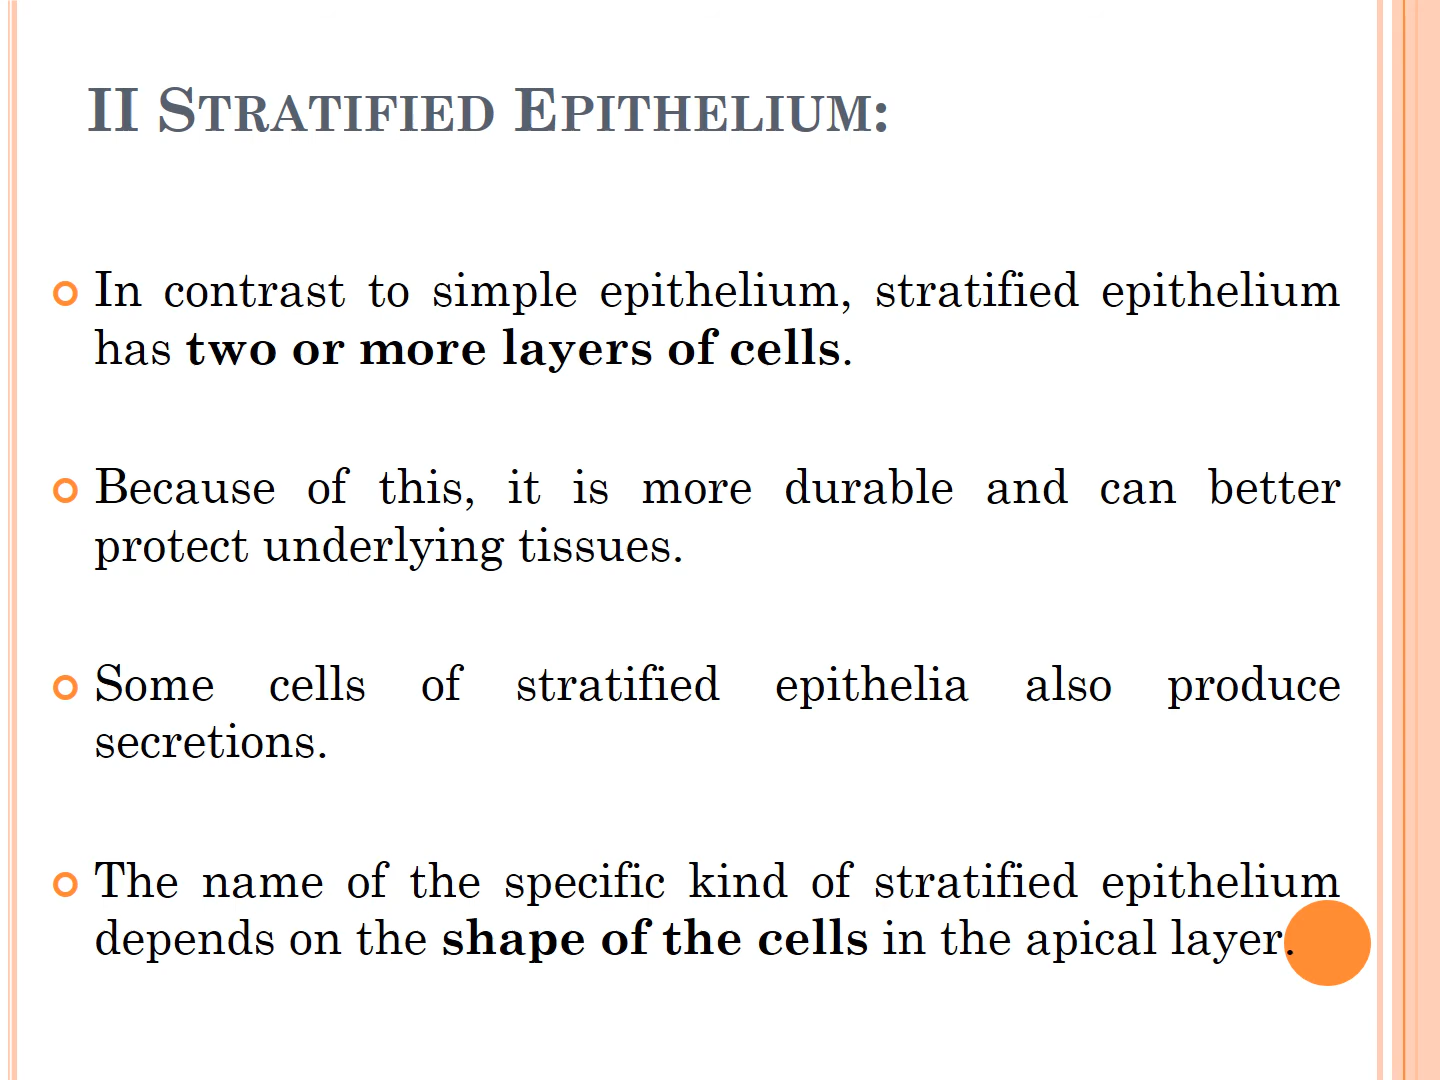 II STRATIFIED EPITHELIUM:
In contrast to simple epithelium, stratified epithelium
has two or more layers of cells.
Because of this, it is more durable and can better
protect underlying tissues.
Some cells of stratified epithelia also produce
secretions.
The name of the specific kind of stratified epithelium
depends on the shape of the cells in the apical layer.